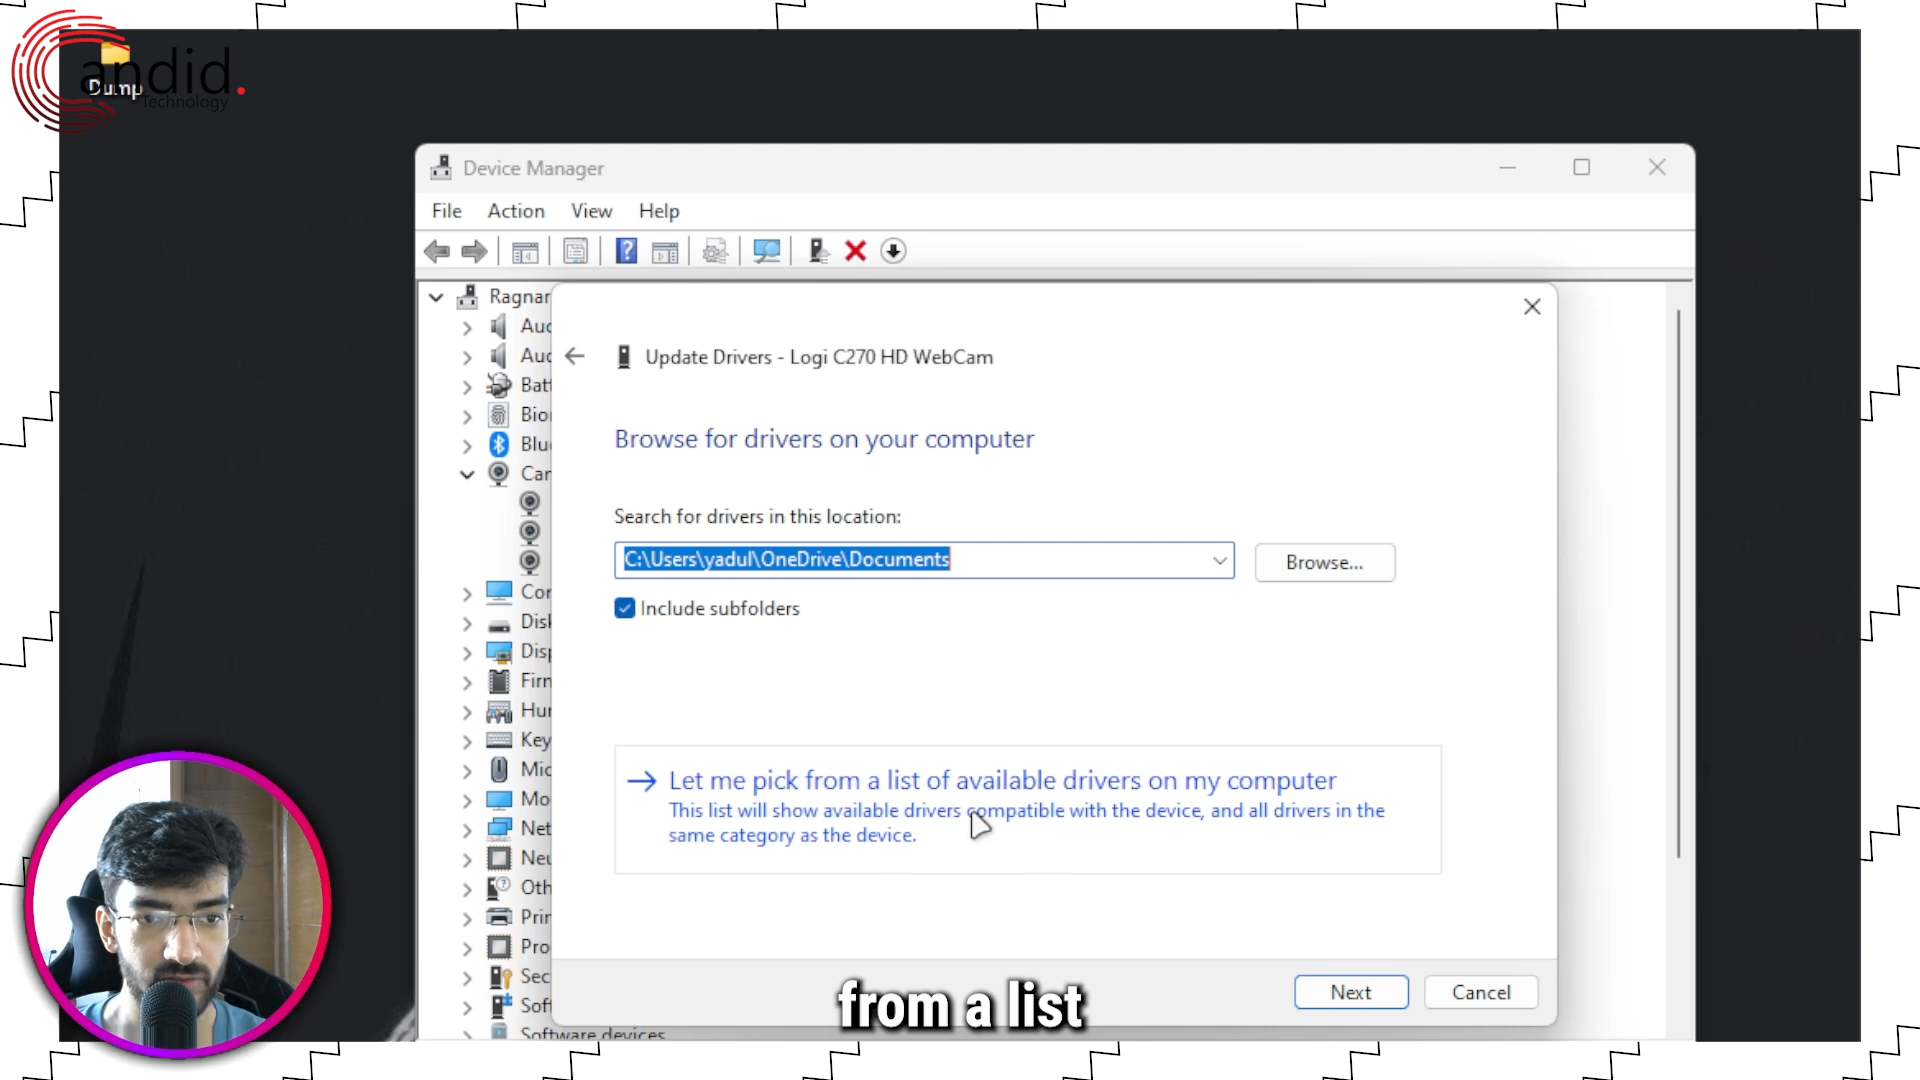 andid.
Technology
Dump
Device Manager
File Action View Help
Ragnar
Auc
Auc
Batt
Bio
Blu
Car
Cor
Disk
Disp
Firn
Hur
Key
Mic
Mo
Net
Neu
Oth
Prin
Pro
Sec
Soft
Software devices
Update Drivers - Logi C270 HD WebCam
Browse for drivers on your computer
Search for drivers in this location:
C:\Users\yadul\OneDrive\Documents
Browse...
Include subfolders
Let me pick from a list of available drivers on my computer
This list will show available drivers compatible with the device, and all drivers in the
same category as the device.
Next Cancel
from a list